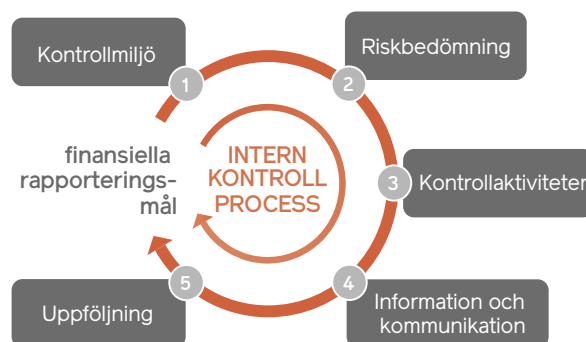 Kontrollmiljö
1
Riskbedömning
2
finansiella
rapporterings-
mål
INTERN
KONTROLL
PROCESS
3
Kontrollaktiviteter
Uppföljning
5
4
Information och
kommunikation